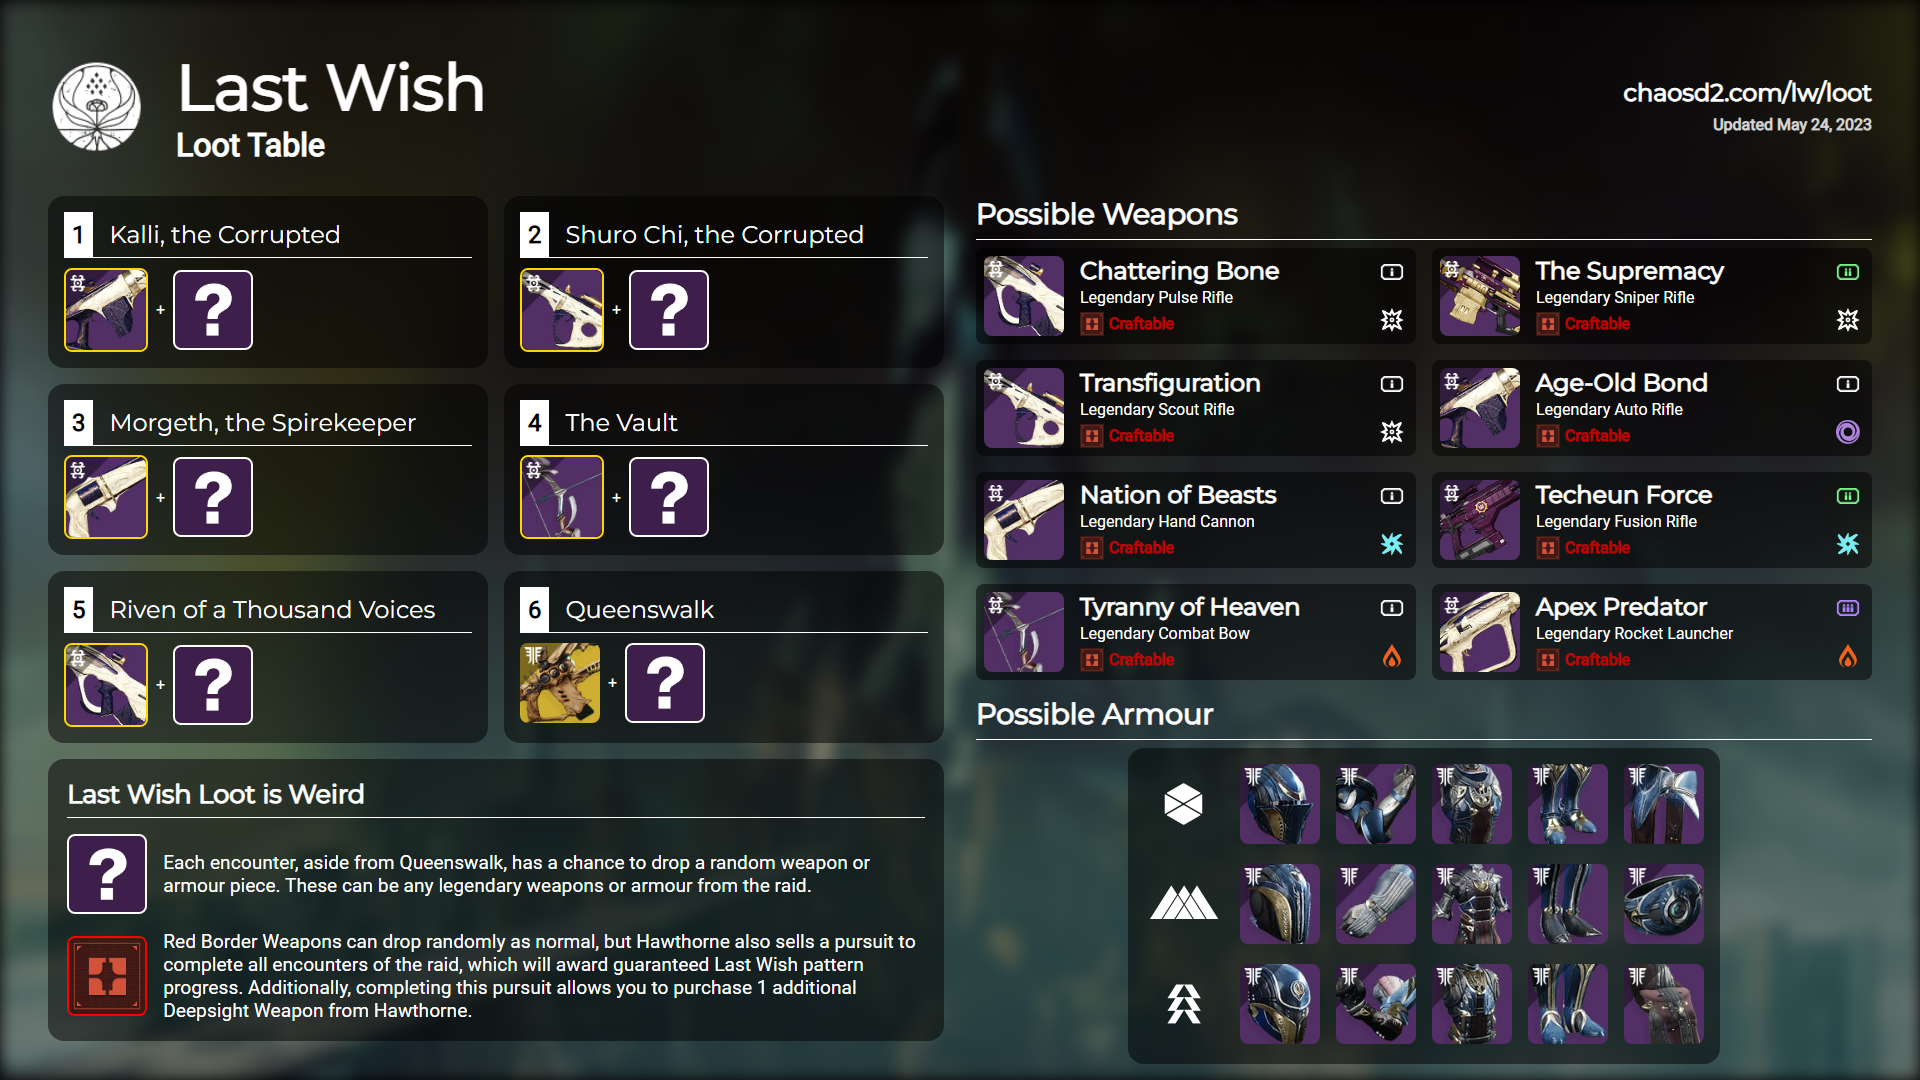 Last Wish
Loot Table
chaosd2.com/lw/loot
Updated May 24, 2023
1 Kalli, the Corrupted
+ ?
2 Shuro Chi, the Corrupted
+ ?
3 Morgeth, the Spirekeeper
+ ?
4 The Vault
+ ?
5 Riven of a Thousand Voices
+ ?
6 Queenswalk
+ ?
Last Wish Loot is Weird
?
Each encounter, aside from Queenswalk, has a chance to drop a random weapon or
armour piece. These can be any legendary weapons or armour from the raid.
Red Border Weapons can drop randomly as normal, but Hawthorne also sells a pursuit to
complete all encounters of the raid, which will award guaranteed Last Wish pattern
progress. Additionally, completing this pursuit allows you to purchase 1 additional
Deepsight Weapon from Hawthorne.
Possible Weapons
Chattering Bone
Legendary Pulse Rifle
Craftable
The Supremacy
Legendary Sniper Rifle
Craftable
Transfiguration
Legendary Scout Rifle
Craftable
Age-Old Bond
Legendary Auto Rifle
Craftable
Nation of Beasts
Legendary Hand Cannon
Craftable
Techeun Force
Legendary Fusion Rifle
Craftable
Tyranny of Heaven
Legendary Combat Bow
Craftable
Apex Predator
Legendary Rocket Launcher
Craftable
Possible Armour